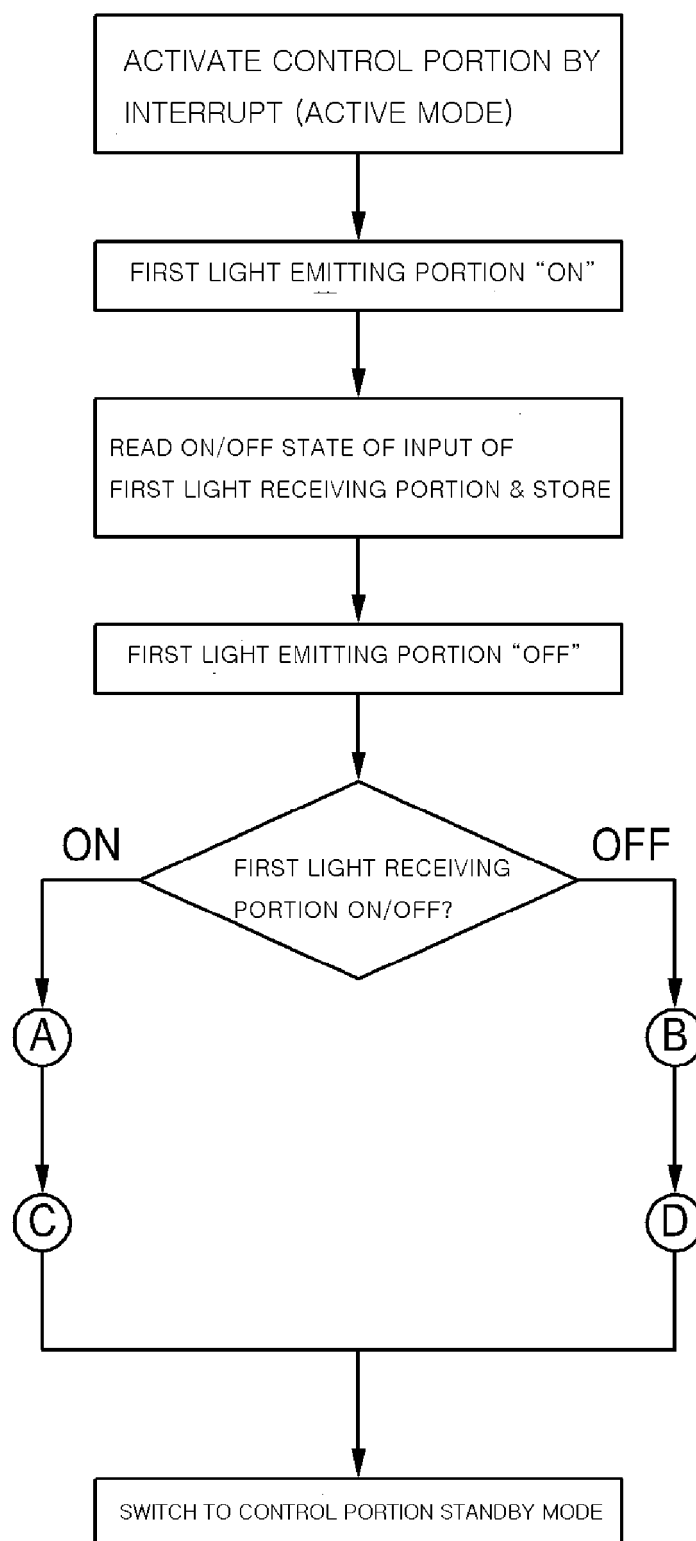 ACTIVATE CONTROL PORTION BY
INTERRUPT (ACTIVE MODE)
FIRST LIGHT EMITTING PORTION “ON”
READ ON/OFF STATE OF INPUT OF
FIRST LIGHT RECEIVING PORTION & STORE
FIRST LIGHT EMITTING PORTION “OFF”
ON
OFF
FIRST LIGHT RECEIVING
PORTION ON/OFF?
A
B
C
D
SWITCH TO CONTROL PORTION STANDBY MODE